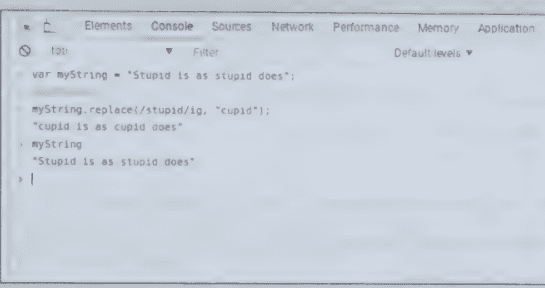 Elements Console Sources Network Performance Memory Application
top Filter Default levels ▼
var myString = "Stupid is as stupid does";
myString.replace(/stupid/ig, "cupid");
"cupid is as cupid does"
› myString
"Stupid is as stupid does"
›